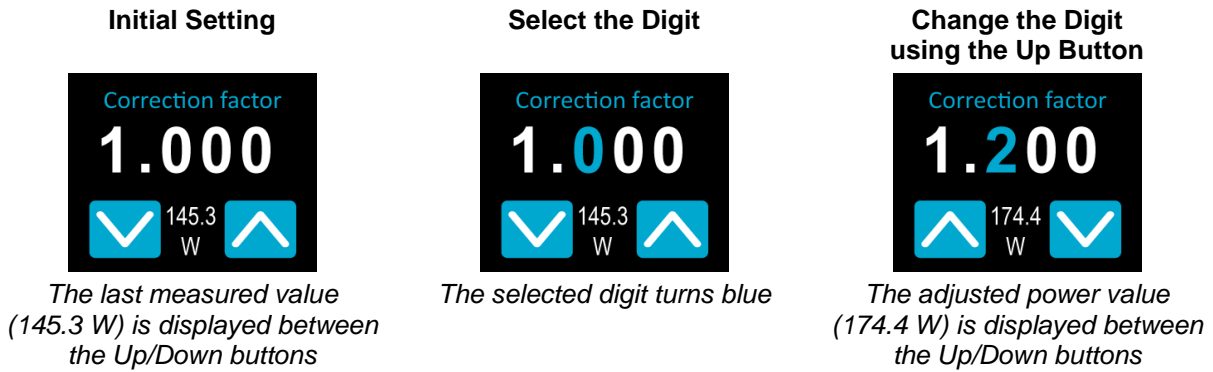 Initial Setting
Correction factor
1.000
145.3
W
The last measured value
(145.3 W) is displayed between
the Up/Down buttons
Select the Digit
Correction factor
1.000
145.3
W
The selected digit turns blue
Change the Digit
using the Up Button
Correction factor
1.200
174.4
W
The adjusted power value
(174.4 W) is displayed between
the Up/Down buttons